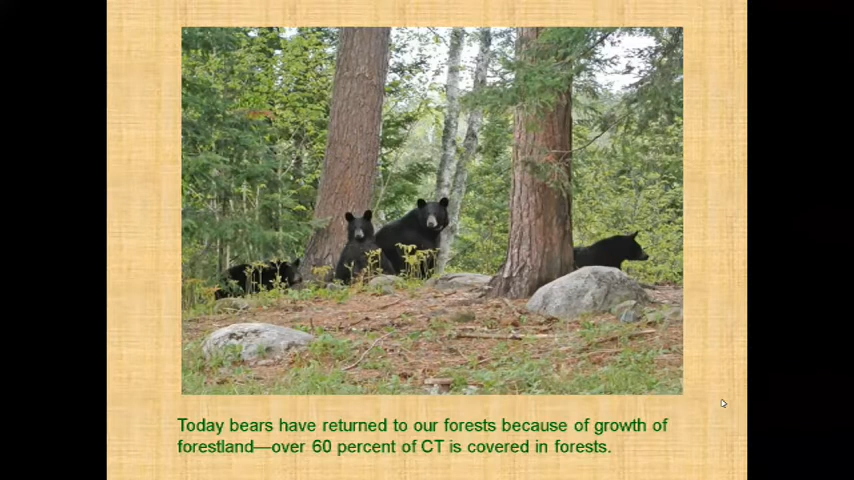 Today bears have returned to our forests because of growth of
forestland—over 60 percent of CT is covered in forests.